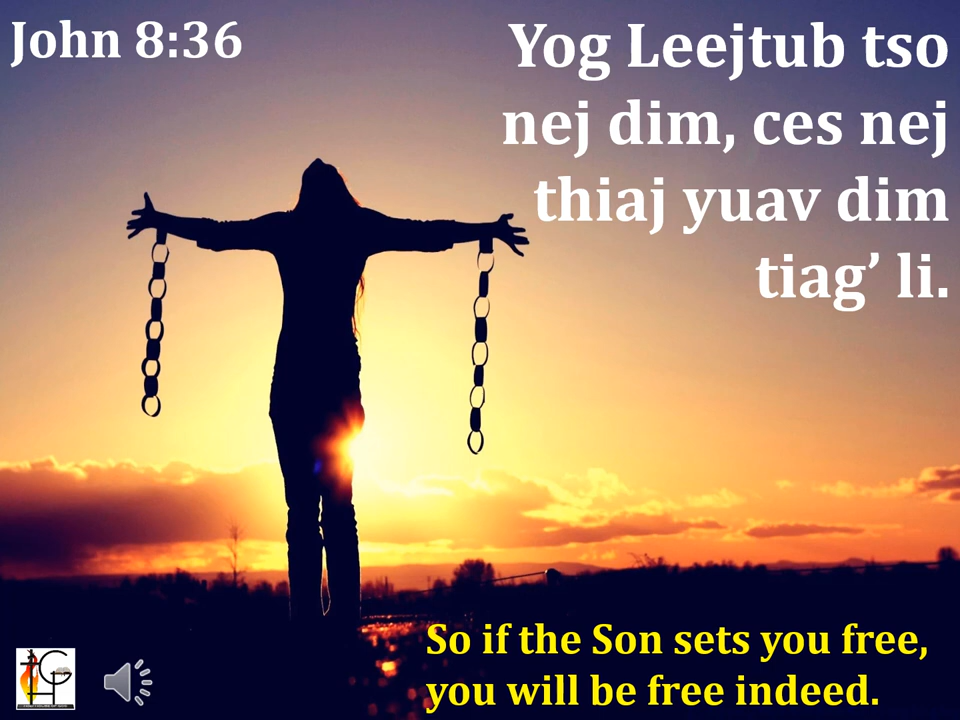 John 8:36
Yog Leejtub tso
nej dim, ces nej
thiaj yuav dim
tiag’ li.
So if the Son sets you free,
you will be free indeed.